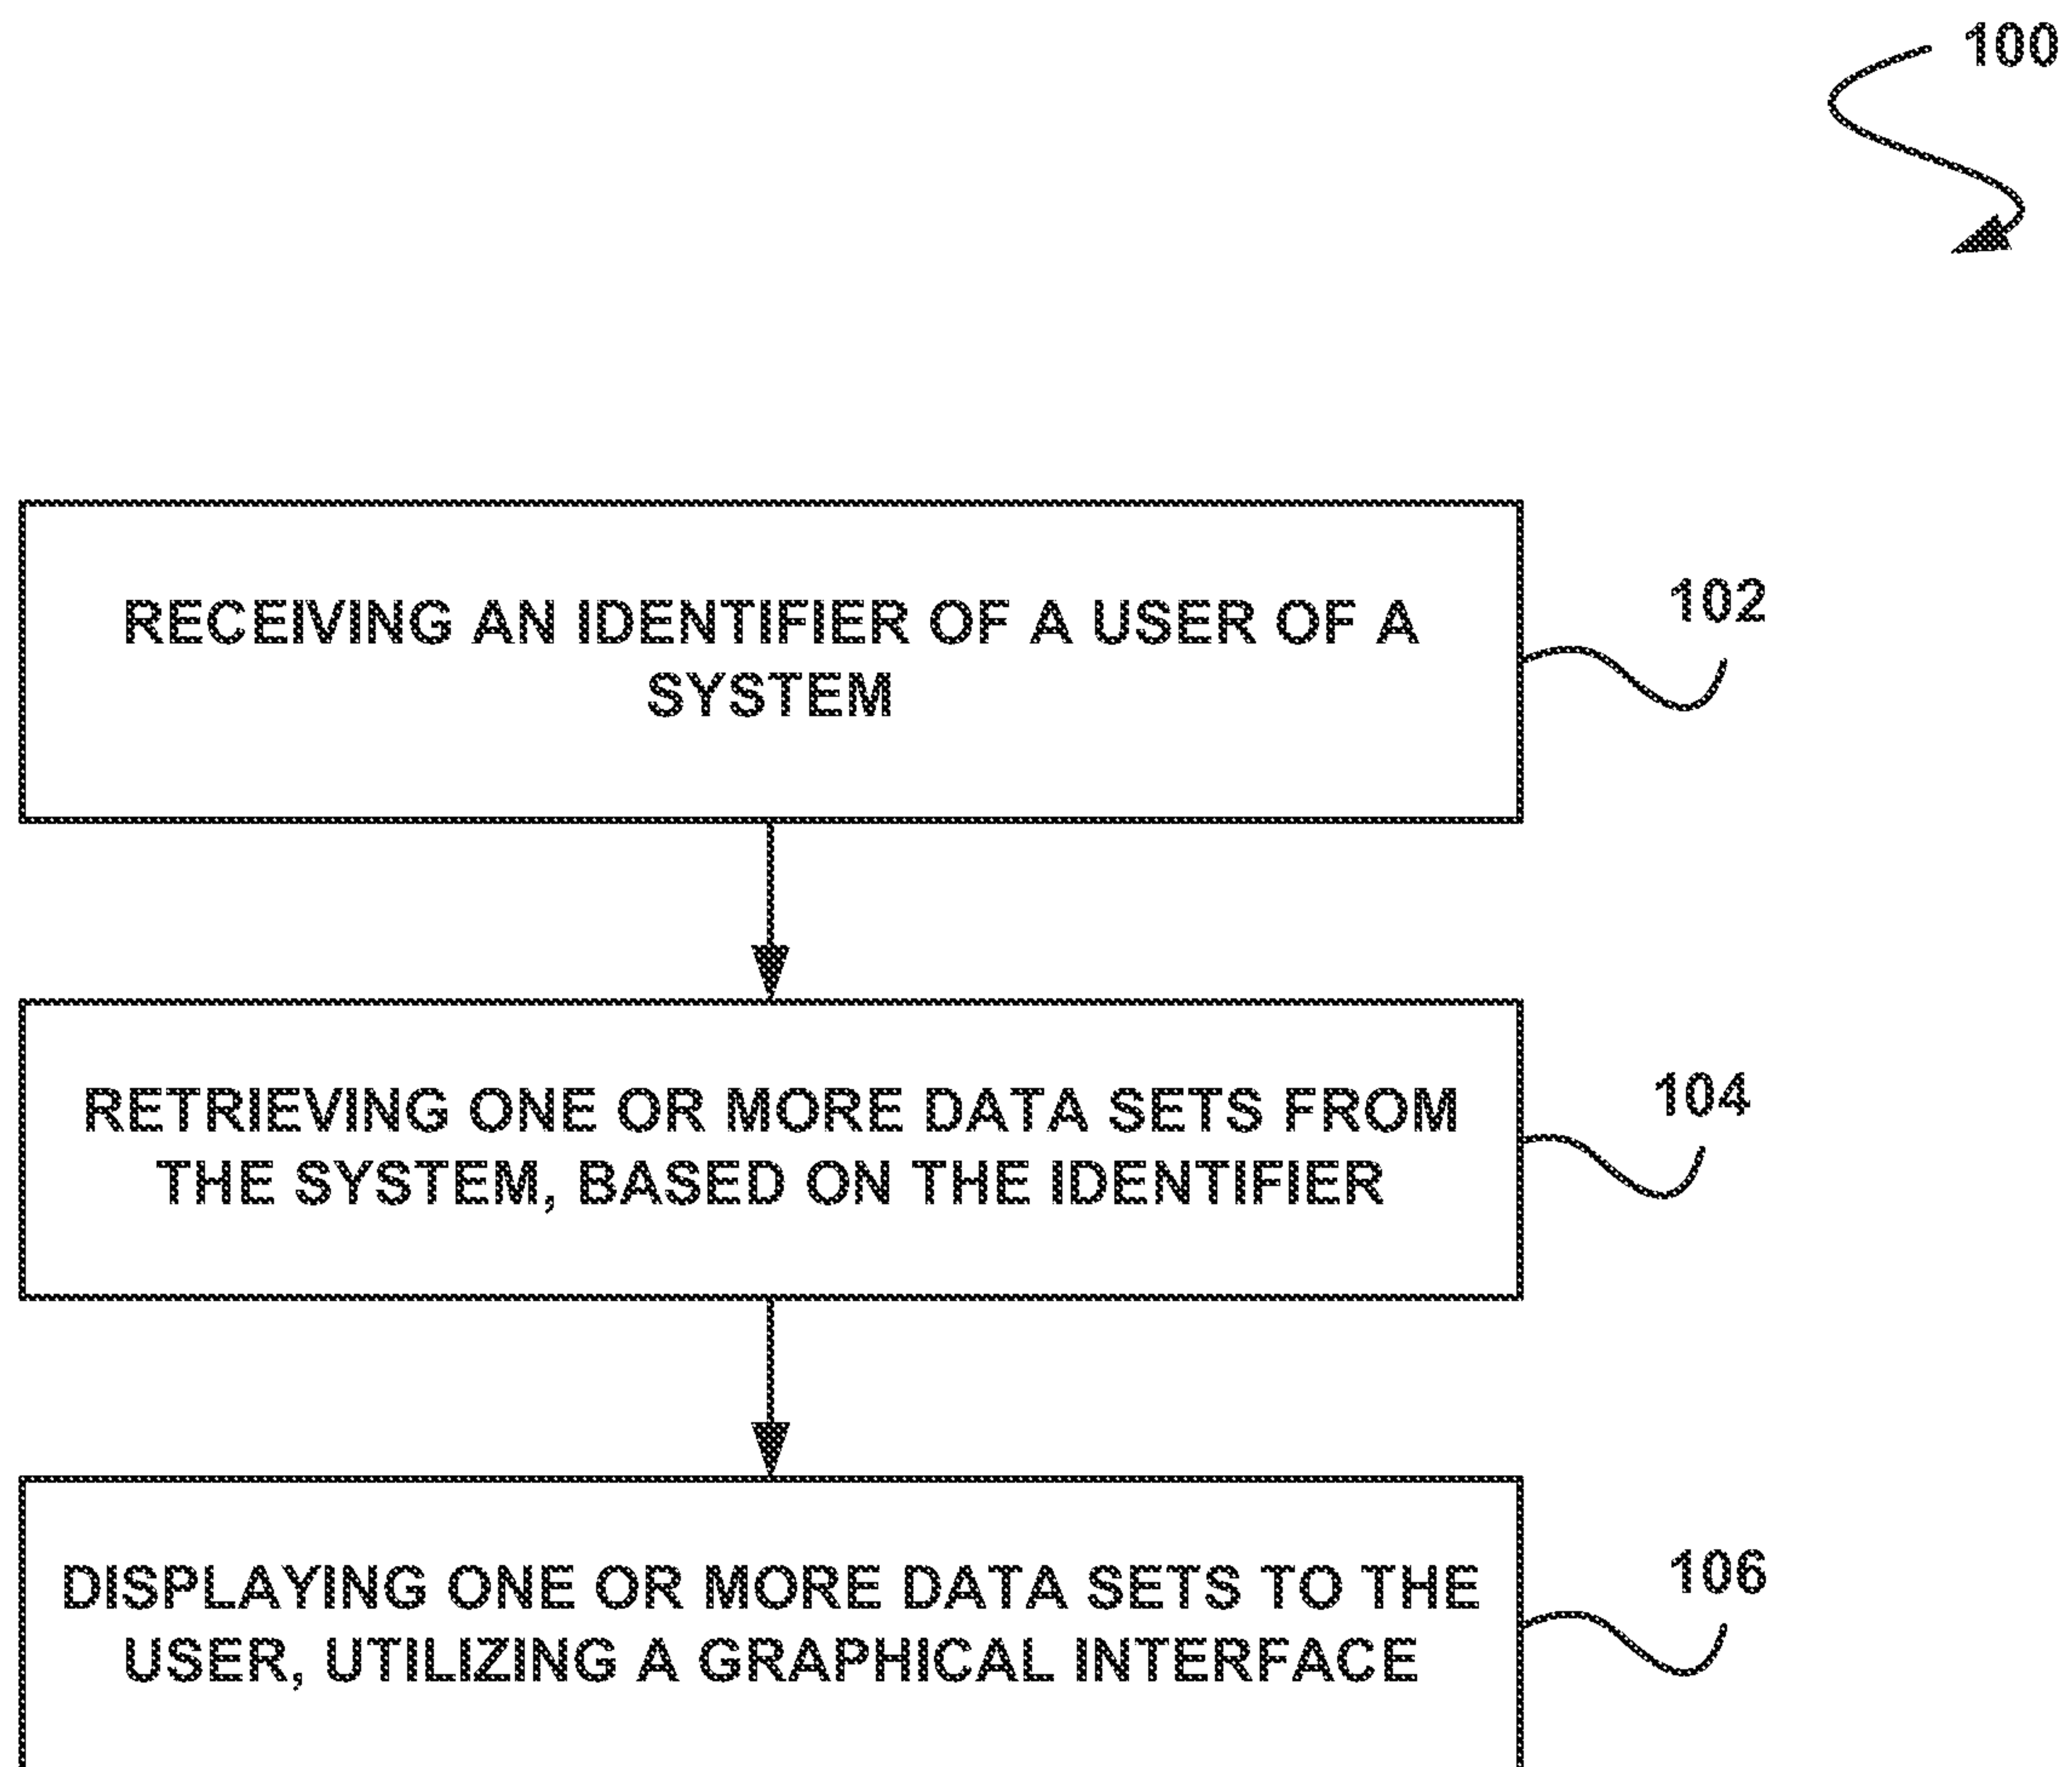 100
RECEIVING AN IDENTIFIER OF A USER OF A
SYSTEM
102
RETRIEVING ONE OR MORE DATA SETS FROM
THE SYSTEM, BASED ON THE IDENTIFIER
104
DISPLAYING ONE OR MORE DATA SETS TO THE
USER, UTILIZING A GRAPHICAL INTERFACE
106